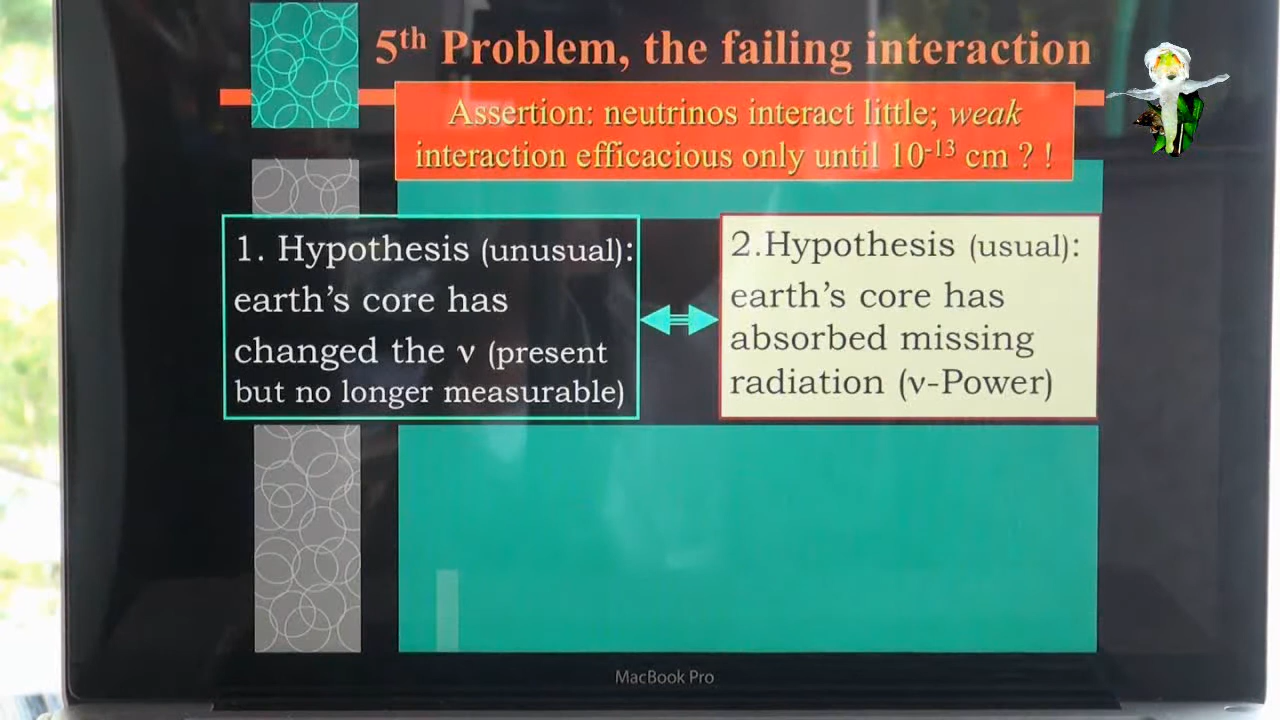 5th Problem, the failing interaction
Assertion: neutrinos interact little; weak
interaction efficacious only until 10-13 cm ? !
1. Hypothesis (unusual):
earth’s core has
changed the ν (present
but no longer measurable)
2.Hypothesis (usual):
earth’s core has
absorbed missing
radiation (ν-Power)
MacBook Pro